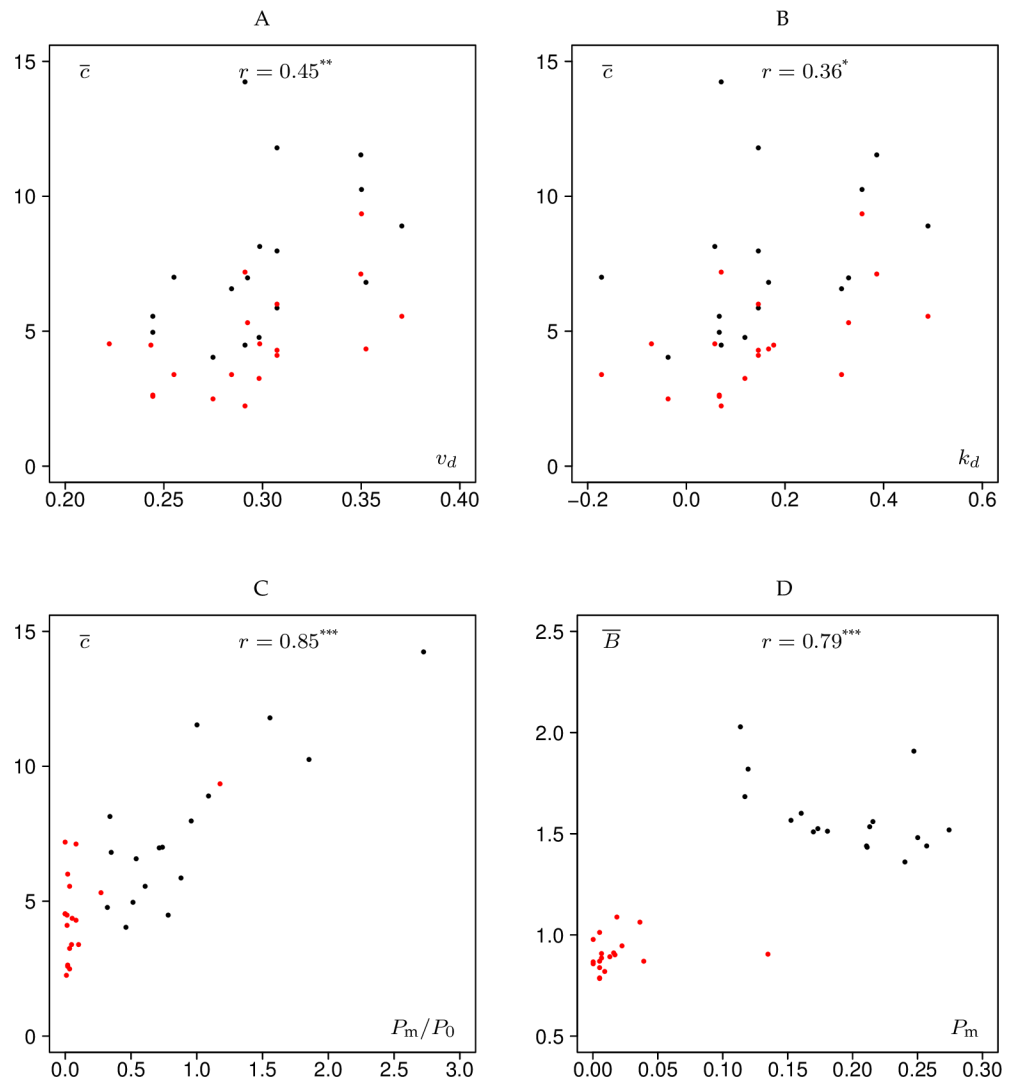 A
c̅ r = 0.45**
15
10
5
0
v_d
0.20 0.25 0.30 0.35 0.40
B
c̅ r = 0.36*
15
10
5
0
k_d
−0.2 0.0 0.2 0.4 0.6
C
c̅ r = 0.85***
15
10
5
0
P_m/P_0
0.0 0.5 1.0 1.5 2.0 2.5 3.0
D
B̅ r = 0.79***
2.5
2.0
1.5
1.0
0.5
P_m
0.00 0.05 0.10 0.15 0.20 0.25 0.30